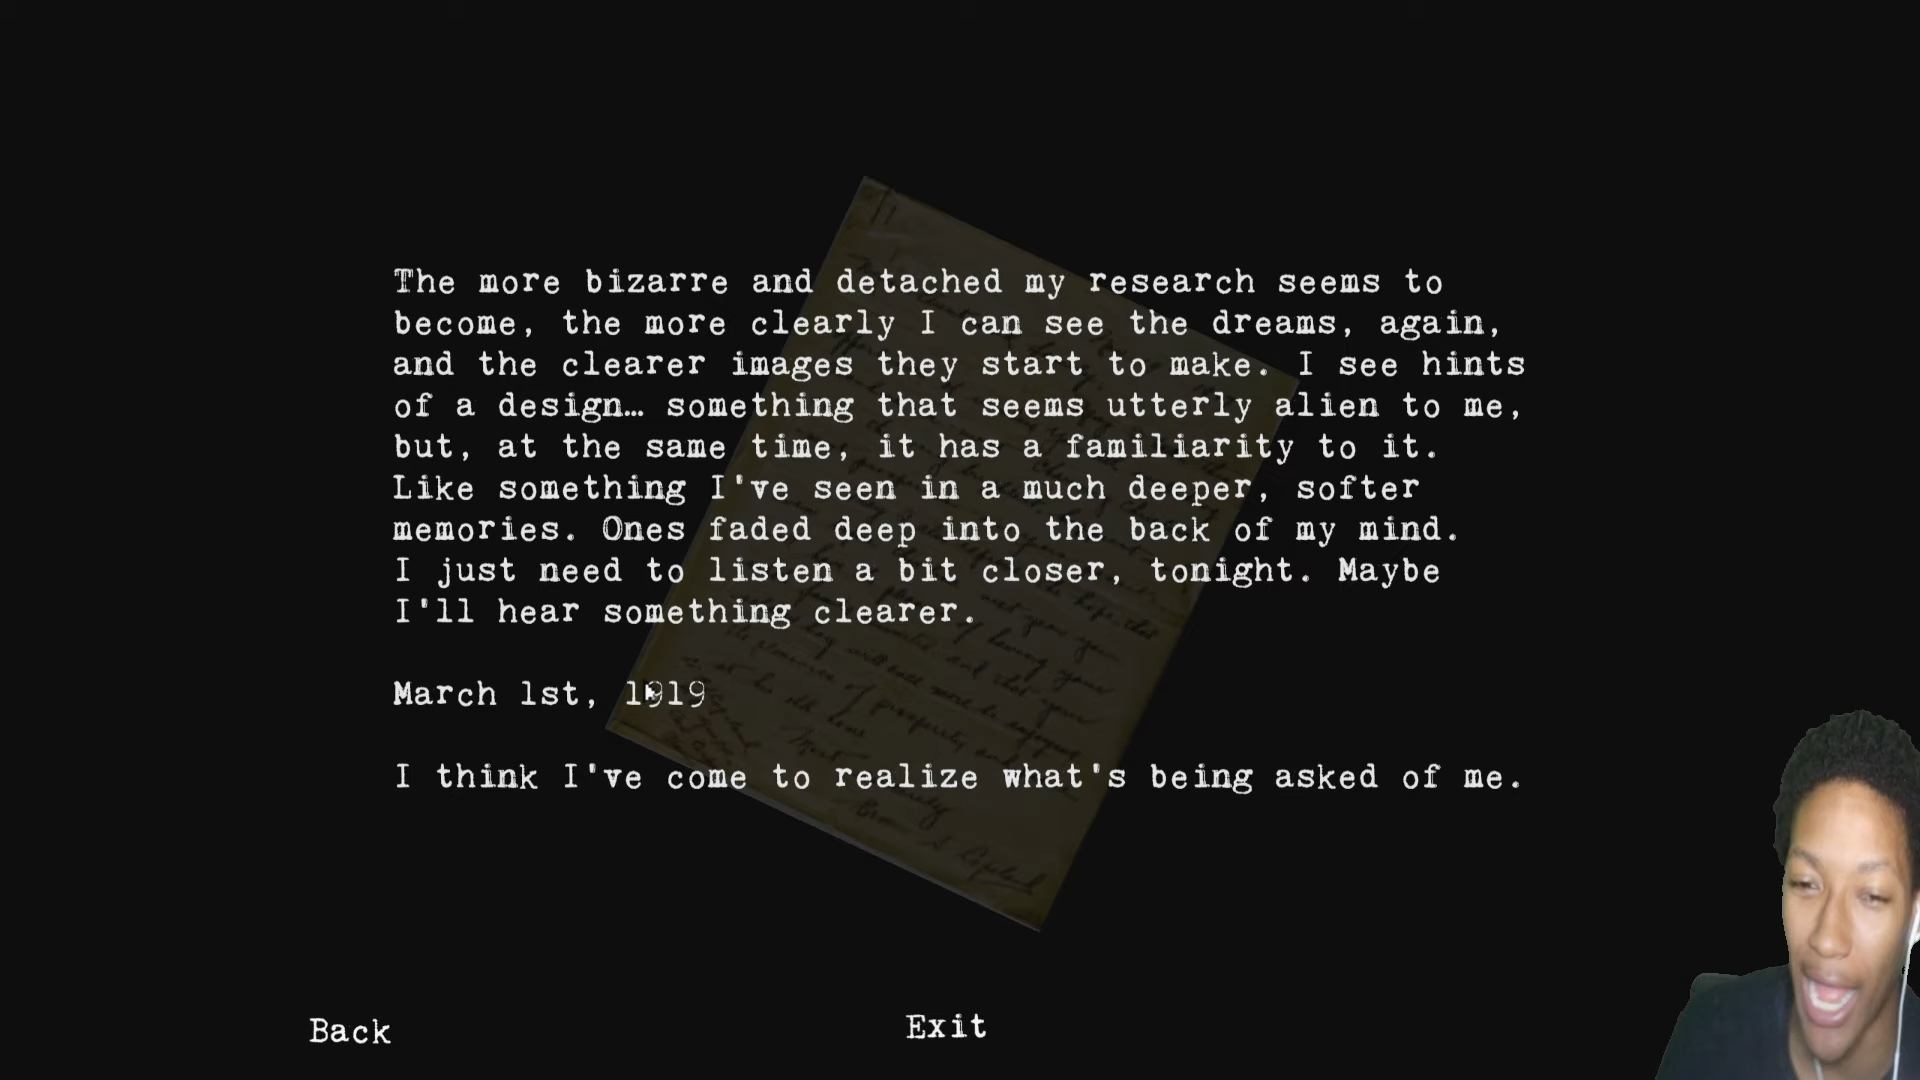 The more bizarre and detached my research seems to
become, the more clearly I can see the dreams, again,
and the clearer images they start to make. I see hints
of a design… something that seems utterly alien to me,
but, at the same time, it has a familiarity to it.
Like something I've seen in a much deeper, softer
memories. Ones faded deep into the back of my mind.
I just need to listen a bit closer, tonight. Maybe
I'll hear something clearer.
March 1st, 1919
I think I've come to realize what's being asked of me.
Back
Exit